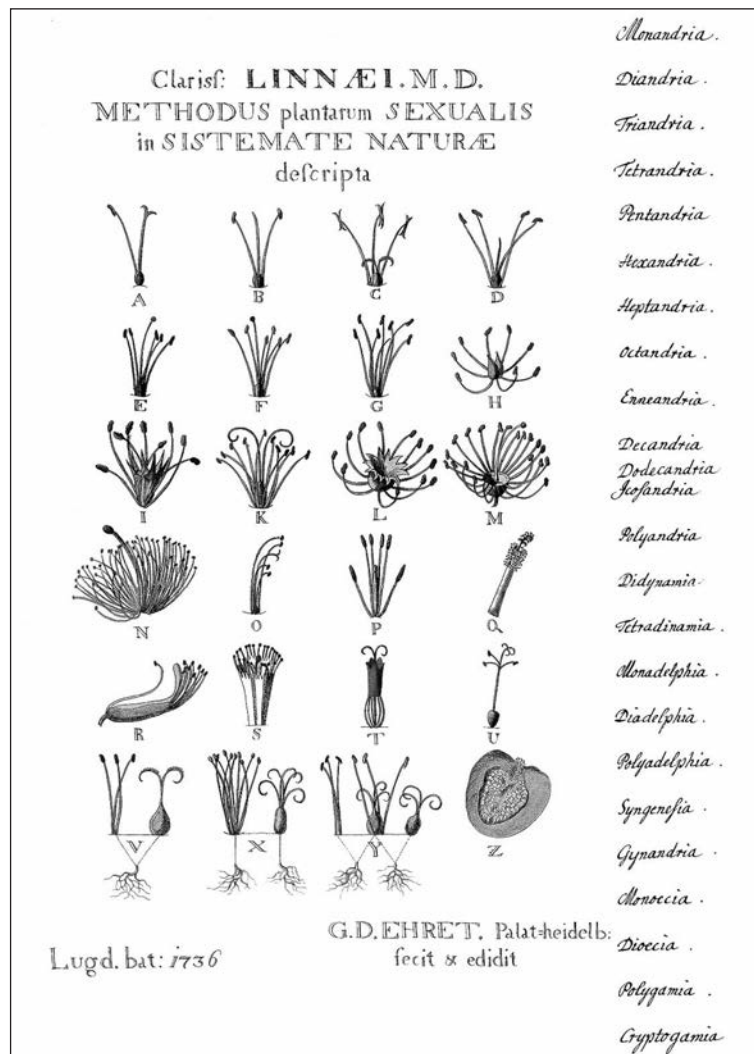 Clarisſ: LINNÆI. M. D.
METHODUS plantarum SEXUALIS
in SISTEMATE NATURÆ
deſcripta
A B C D
E F G H
I K L M
N O P Q
R S T U
V X Y Z
Lugd. bat: 1736
G. D. EHRET. Palat=heidelb:
fecit & edidit
Monandria.
Diandria.
Triandria.
Tetrandria.
Pentandria
Hexandria.
Heptandria.
Octandria.
Enneandria.
Decandria
Dodecandria
Jcoſandria
Polyandria
Didynamia
Tetradinamia.
Monadelphia.
Diadelphia.
Polyadelphia.
Syngeneſia.
Gynandria.
Monoecia.
Dioecia.
Polygamia.
Cryptogamia